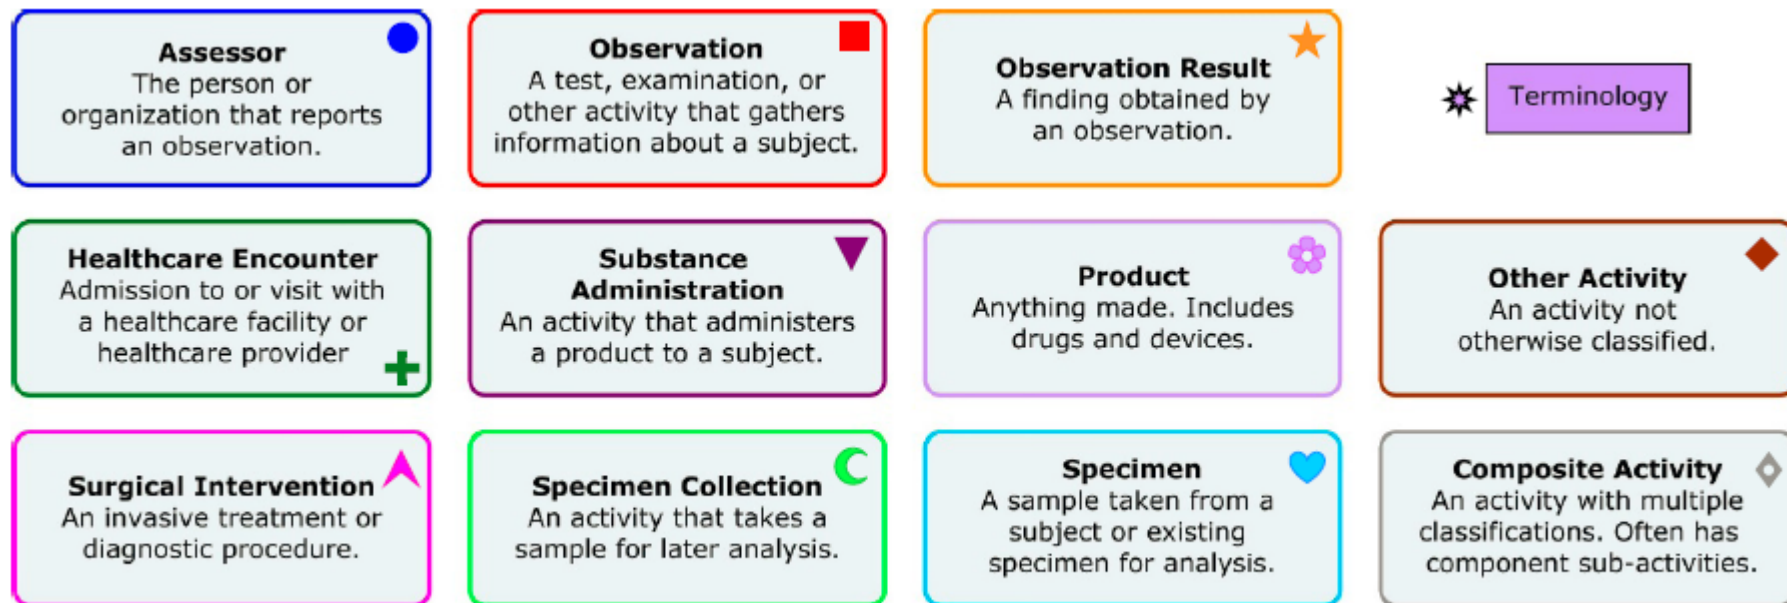 Assessor
The person or
organization that reports
an observation.
Observation
A test, examination, or
other activity that gathers
information about a subject.
Observation Result
A finding obtained by
an observation.
Terminology
Healthcare Encounter
Admission to or visit with
a healthcare facility or
healthcare provider
Substance
Administration
An activity that administers
a product to a subject.
Product
Anything made. Includes
drugs and devices.
Other Activity
An activity not
otherwise classified.
Surgical Intervention
An invasive treatment or
diagnostic procedure.
Specimen Collection
An activity that takes a
sample for later analysis.
Specimen
A sample taken from a
subject or existing
specimen for analysis.
Composite Activity
An activity with multiple
classifications. Often has
component sub-activities.